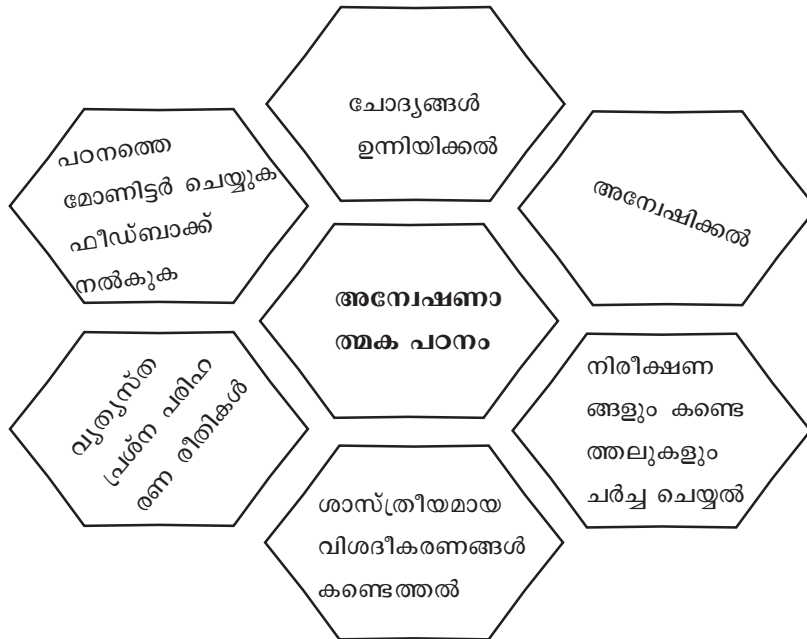 ചോദ്യങ്ങൾ
ഉന്നിയിക്കൽ
പഠനത്തെ
മോണിട്ടർ ചെയ്യുക
ഫീഡ്ബാക്ക്
നൽകുക
അന്വേഷിക്കൽ
അന്വേഷണാ
ത്മക പഠനം
വ്യത്യസ്ത
പ്രശ്ന പരിഹ
രണ രീതികൾ
നിരീക്ഷണ
ങ്ങളും കണ്ടെ
ത്തലുകളും
ചർച്ച ചെയ്യൽ
ശാസ്ത്രീയമായ
വിശദീകരണങ്ങൾ
കണ്ടെത്തൽ